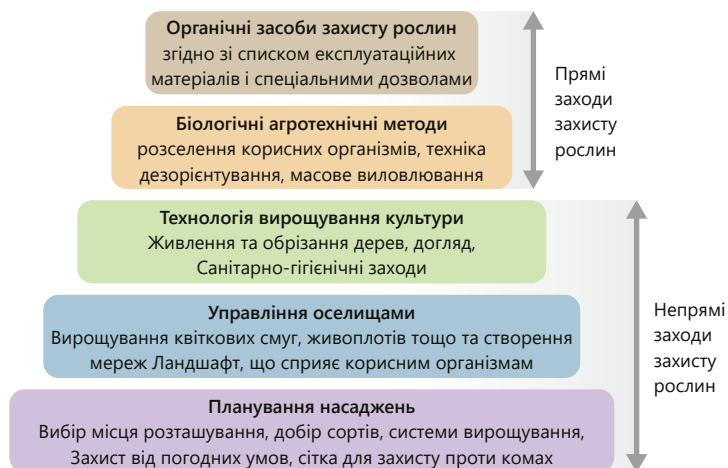 Органічні засоби захисту рослин
згідно зі списком експлуатаційних
матеріалів і спеціальними дозволами
Прямі
заходи
захисту
рослин
Біологічні агротехнічні методи
розселення корисних організмів, техніка
дезорієнтування, масове виловлювання
Технологія вирощування культури
Живлення та обрізання дерев, догляд,
Санітарно-гігієнічні заходи
Управління оселищами
Вирощування квіткових смуг, живоплотів тощо та створення
мереж Ландшафт, що сприяє корисним організмам
Непрямі
заходи
захисту
рослин
Планування насаджень
Вибір місця розташування, добір сортів, системи вирощування,
Захист від погодних умов, сітка для захисту проти комах